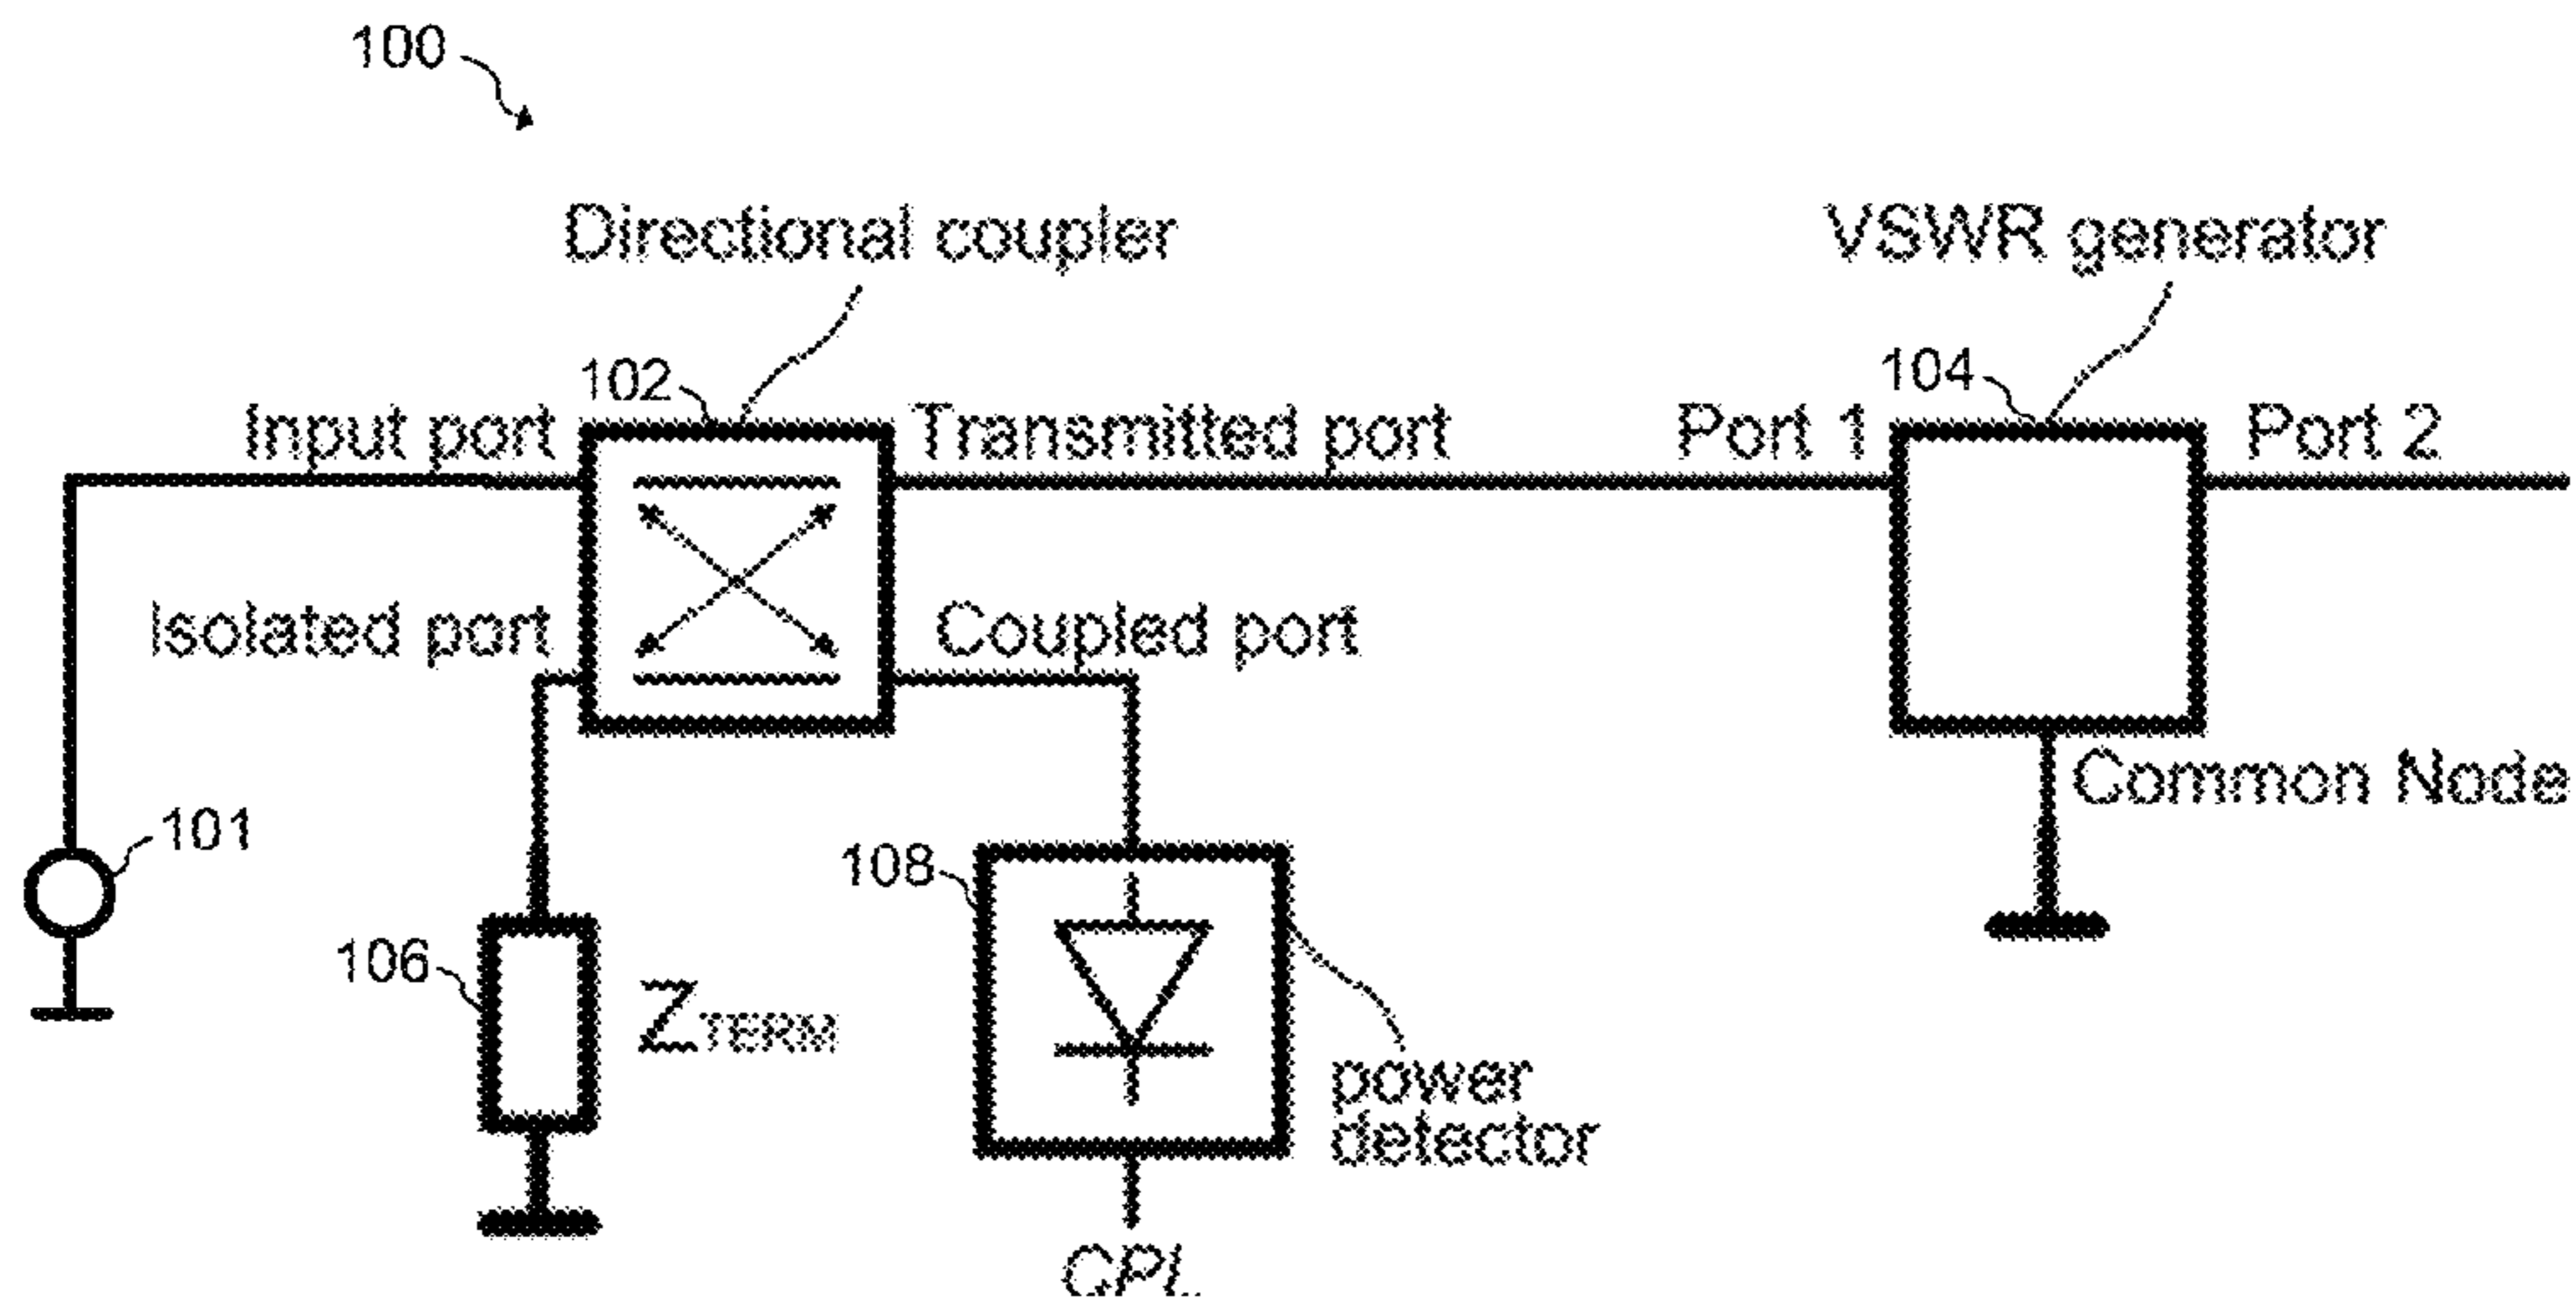 100
Directional coupler
VSWR generator
102
104
Input port
Transmitted port
Port 1
Port 2
Isolated port
Coupled port
Common Node
101
108
106
ZTERM
power
detector
CPL